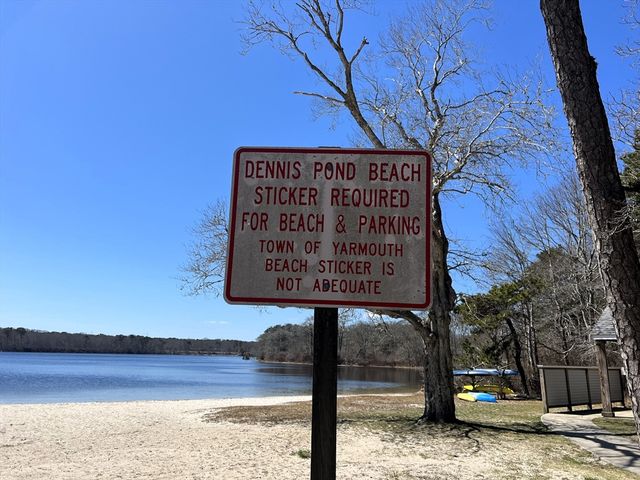 DENNIS POND BEACH
STICKER REQUIRED
FOR BEACH & PARKING
TOWN OF YARMOUTH
BEACH STICKER IS
NOT ADEQUATE